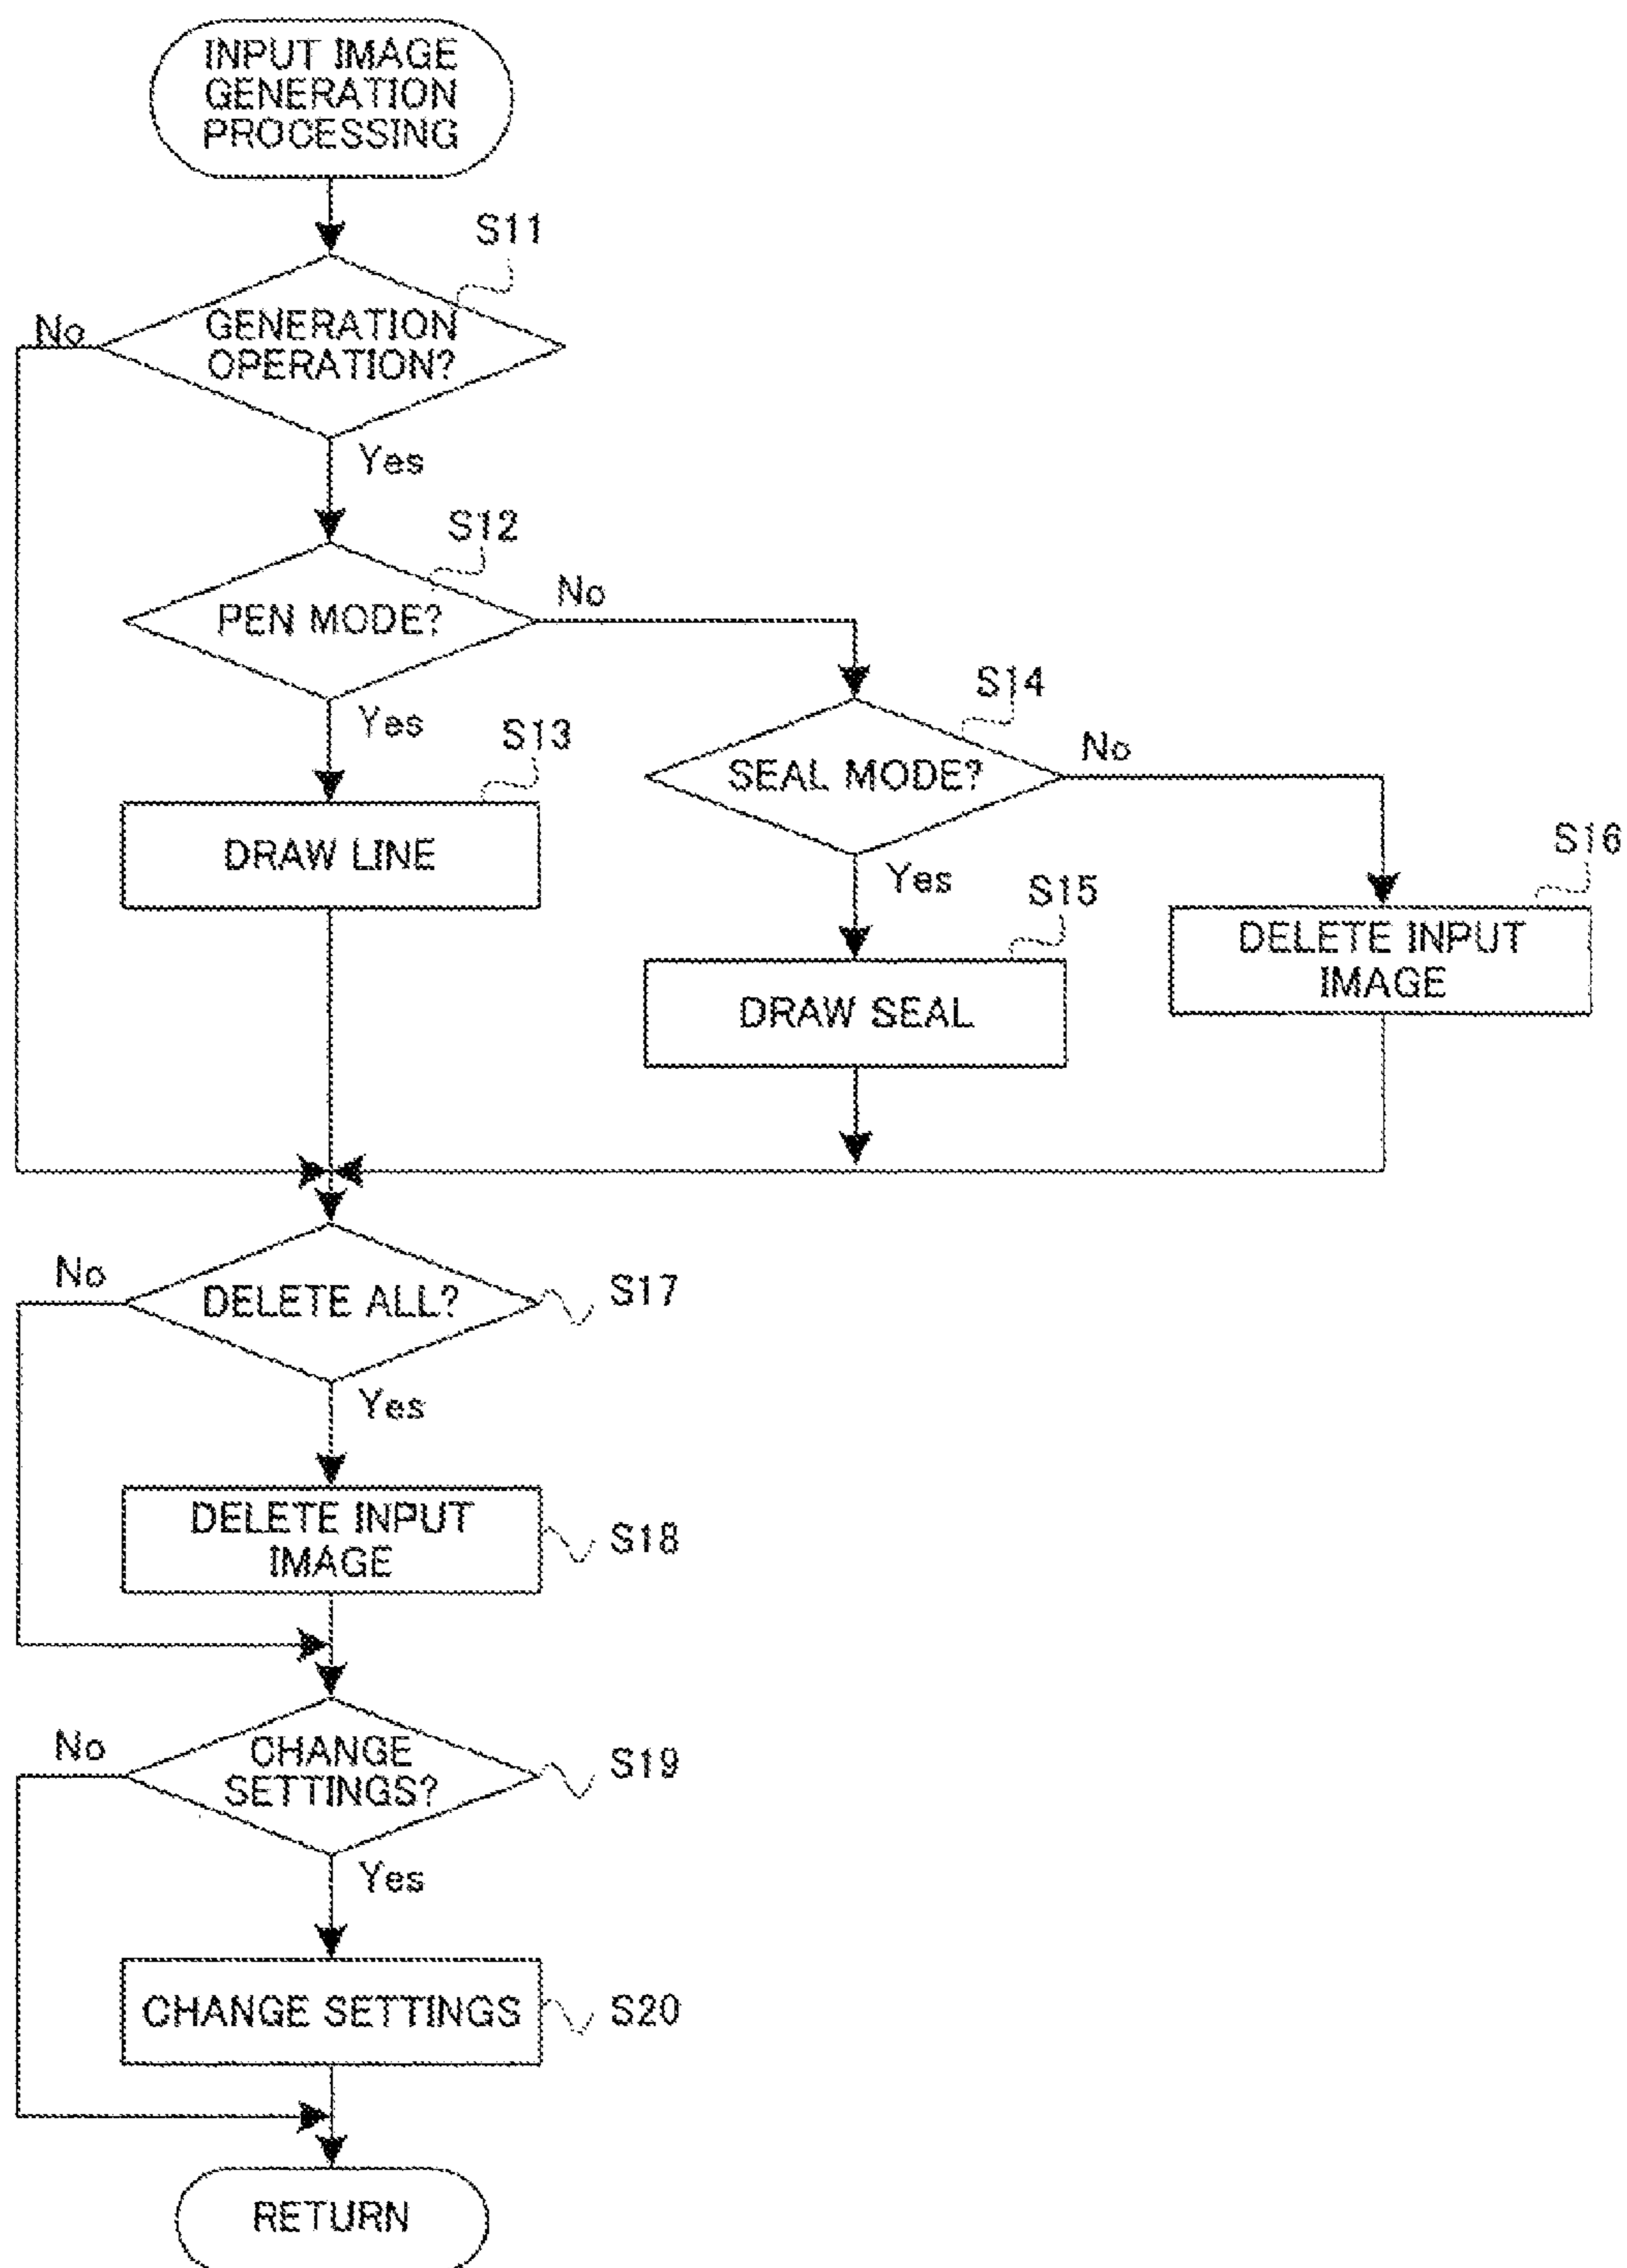 INPUT IMAGE
GENERATION
PROCESSING
S11
No
GENERATION
OPERATION?
Yes
S12
No
PEN MODE?
Yes
S14
No
SEAL MODE?
S13
DRAW LINE
Yes
S15
DRAW SEAL
S16
DELETE INPUT
IMAGE
No
DELETE ALL?
S17
Yes
DELETE INPUT
IMAGE
S18
No
CHANGE
SETTINGS?
S19
Yes
CHANGE SETTINGS
S20
RETURN